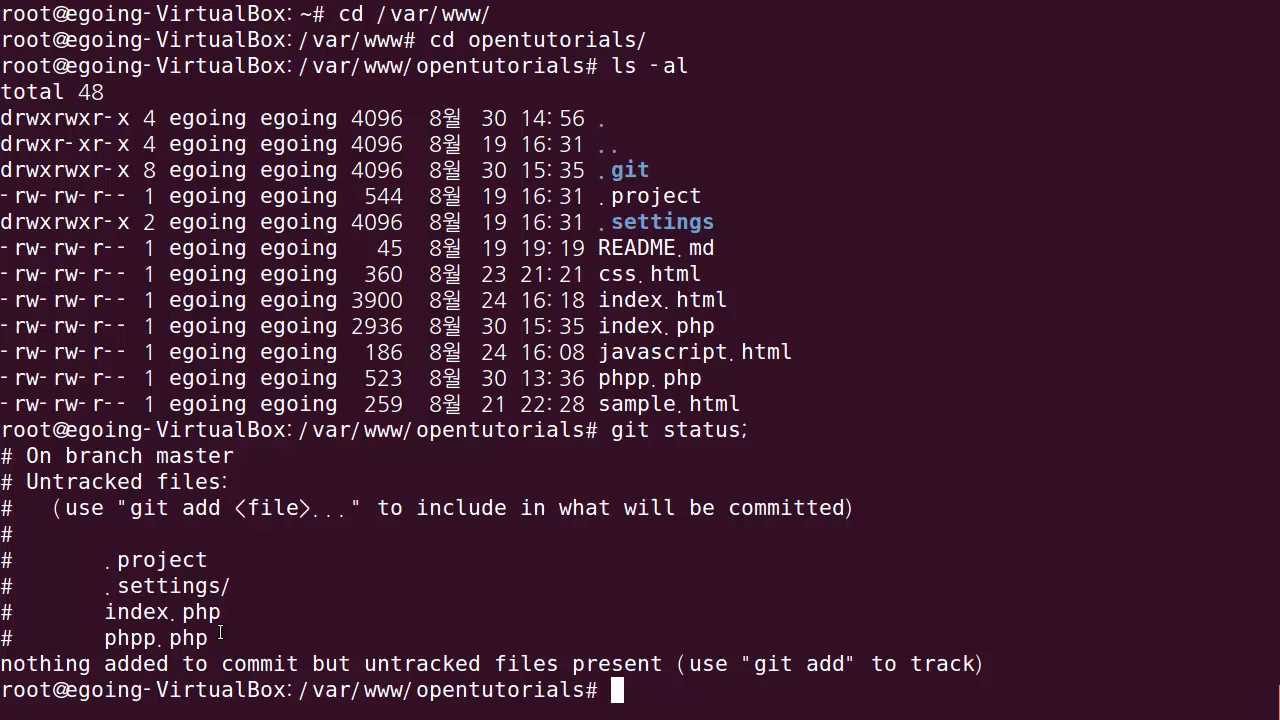 root@egoing-VirtualBox:~# cd /var/www/
root@egoing-VirtualBox:/var/www# cd opentutorials/
root@egoing-VirtualBox:/var/www/opentutorials# ls -al
total 48
drwxrwxr-x 4 egoing egoing 4096  8월 30 14:56 .
drwxr-xr-x 4 egoing egoing 4096  8월 19 16:31 ..
drwxrwxr-x 8 egoing egoing 4096  8월 30 15:35 .git
-rw-rw-r-- 1 egoing egoing  544  8월 19 16:31 .project
drwxrwxr-x 2 egoing egoing 4096  8월 19 16:31 .settings
-rw-rw-r-- 1 egoing egoing   45  8월 19 19:19 README.md
-rw-rw-r-- 1 egoing egoing  360  8월 23 21:21 css.html
-rw-rw-r-- 1 egoing egoing 3900  8월 24 16:18 index.html
-rw-rw-r-- 1 egoing egoing 2936  8월 30 15:35 index.php
-rw-rw-r-- 1 egoing egoing  186  8월 24 16:08 javascript.html
-rw-rw-r-- 1 egoing egoing  523  8월 30 13:36 phpp.php
-rw-rw-r-- 1 egoing egoing  259  8월 21 22:28 sample.html
root@egoing-VirtualBox:/var/www/opentutorials# git status;
# On branch master
# Untracked files:
#   (use "git add <file>..." to include in what will be committed)
#
#       .project
#       .settings/
#       index.php
#       phpp.php
nothing added to commit but untracked files present (use "git add" to track)
root@egoing-VirtualBox:/var/www/opentutorials#